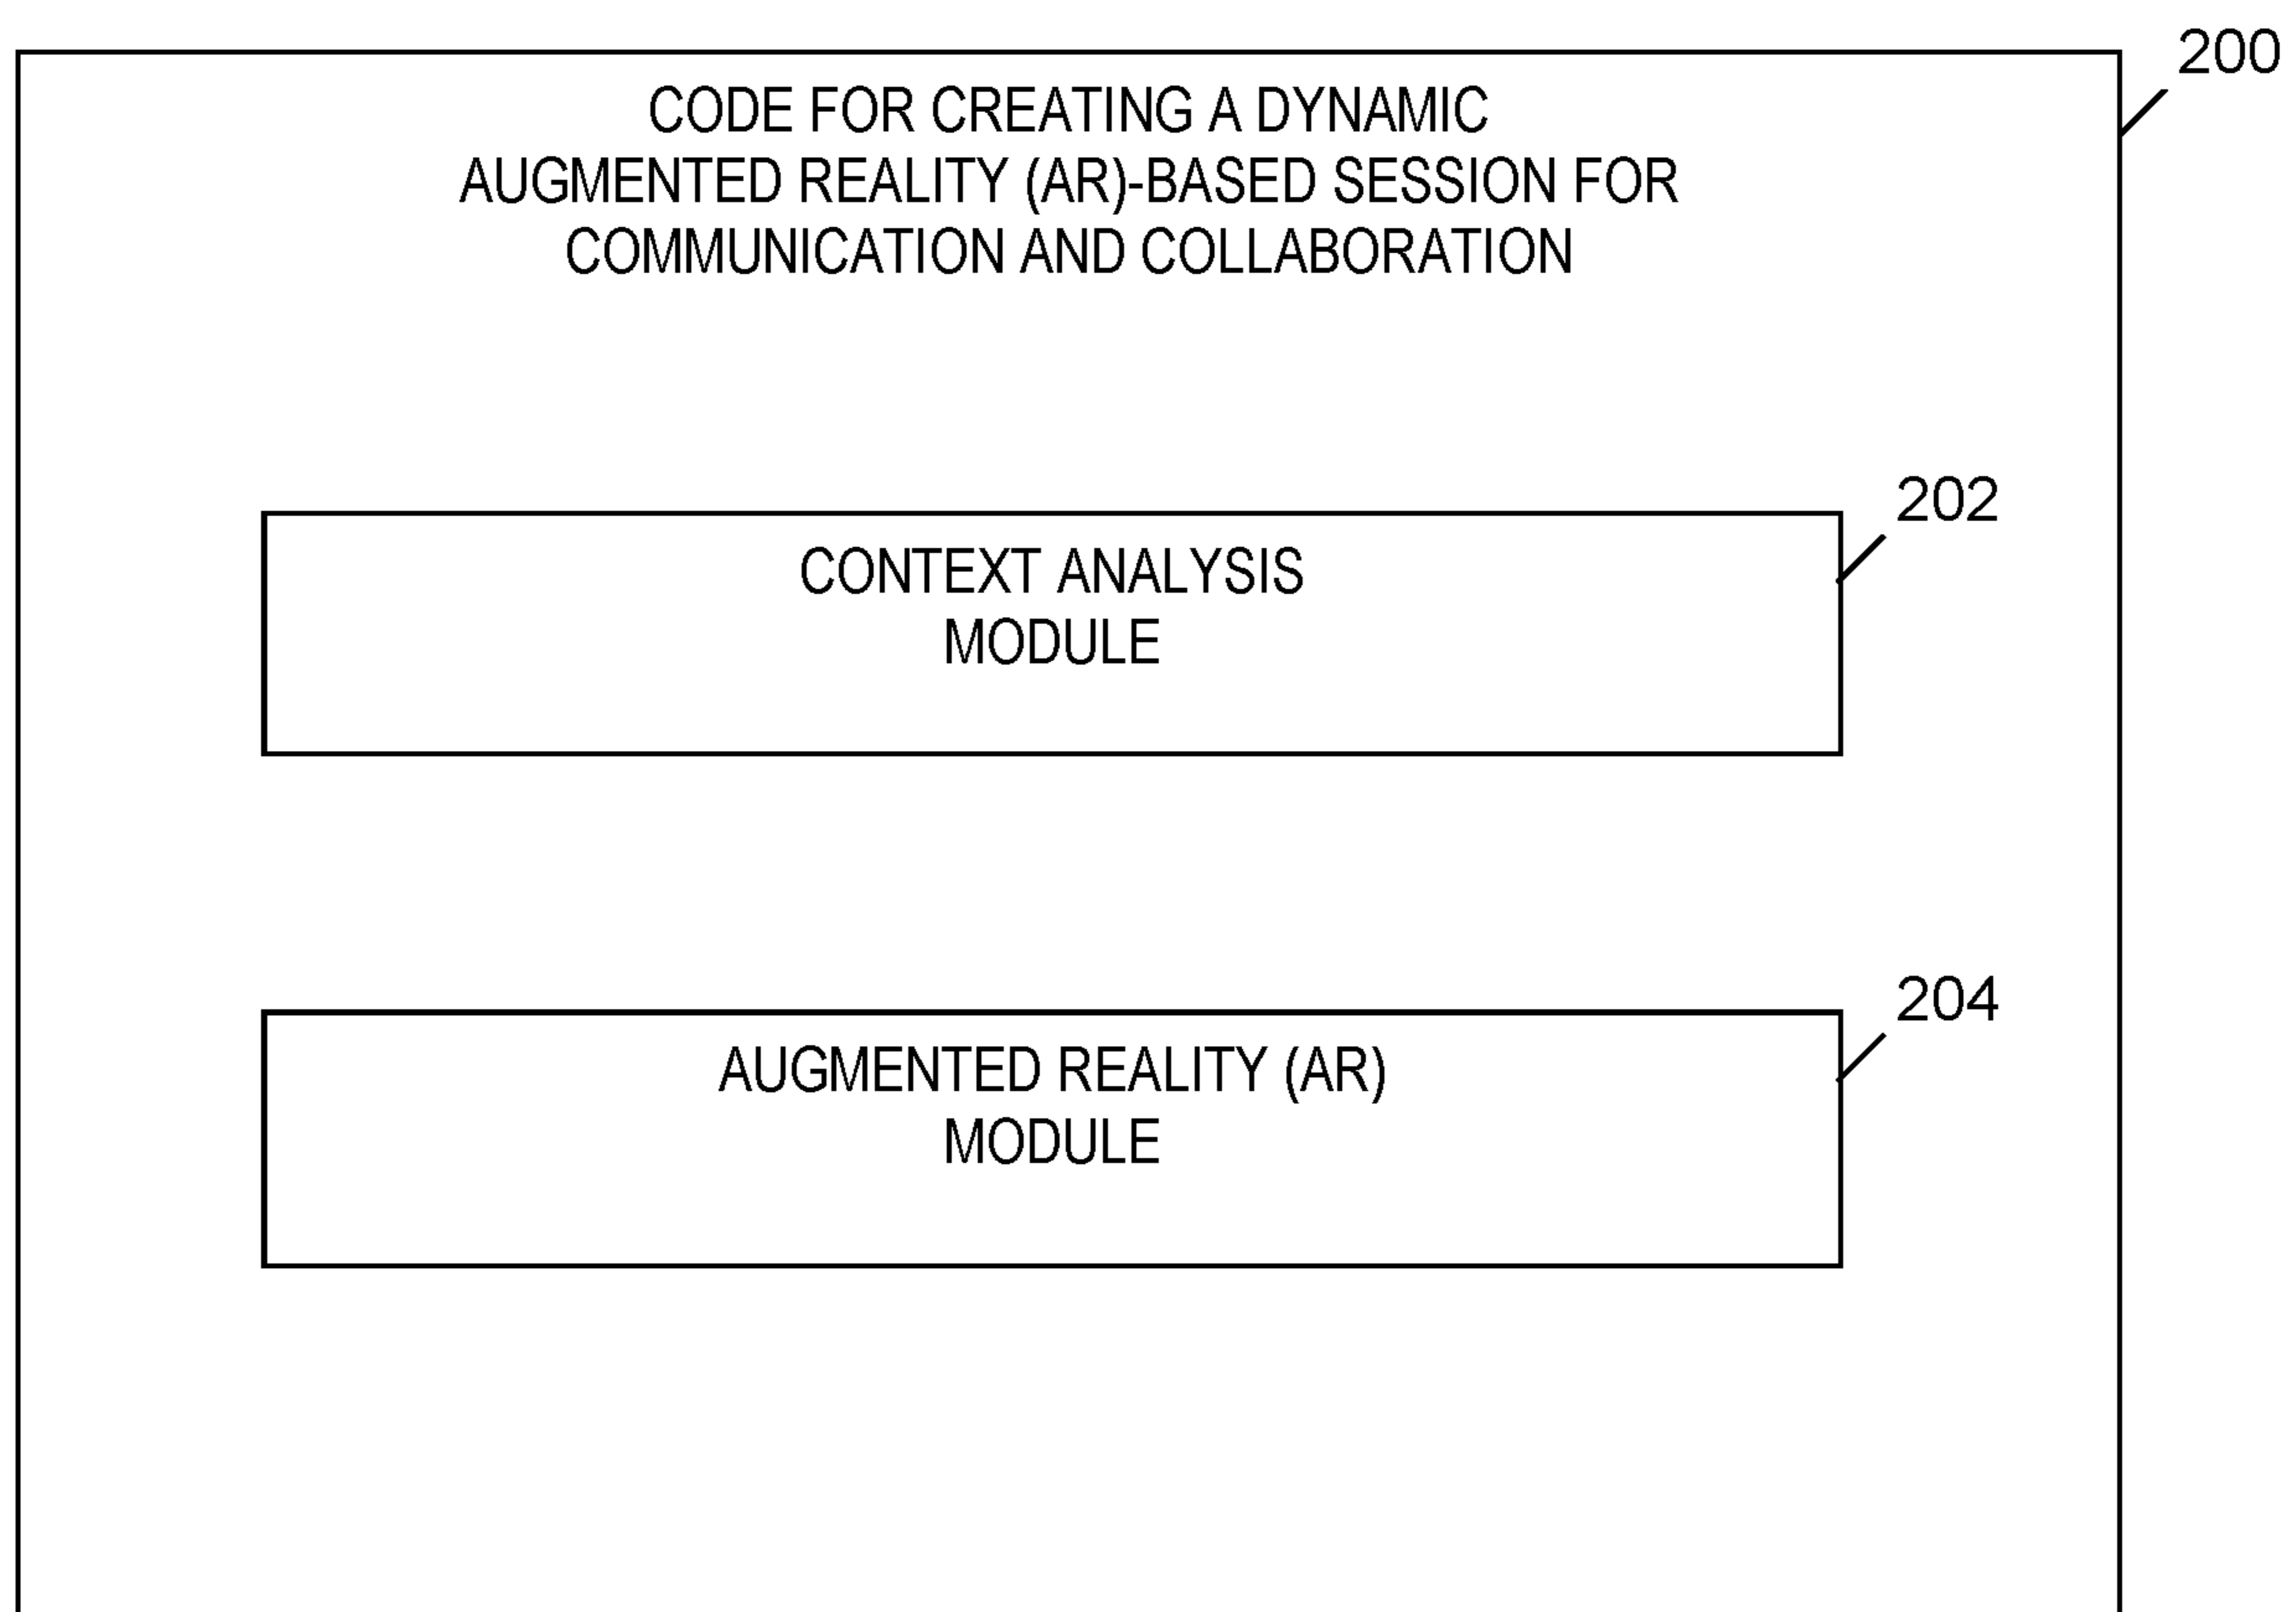 200
CODE FOR CREATING A DYNAMIC
AUGMENTED REALITY (AR)-BASED SESSION FOR
COMMUNICATION AND COLLABORATION
202
CONTEXT ANALYSIS
MODULE
204
AUGMENTED REALITY (AR)
MODULE